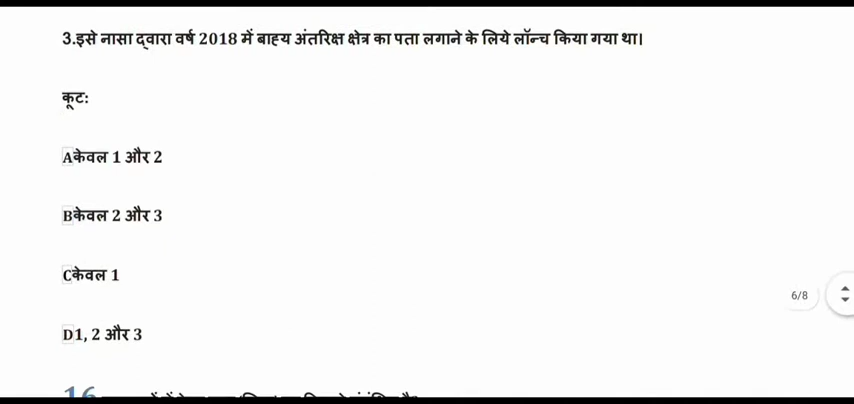 3.इसे नासा द्वारा वर्ष 2018 में बाह्य अंतरिक्ष क्षेत्र का पता लगाने के लिये लॉन्च किया गया था।
कूट:
Aकेवल 1 और 2
Bकेवल 2 और 3
Cकेवल 1
6/8
D1, 2 और 3
16